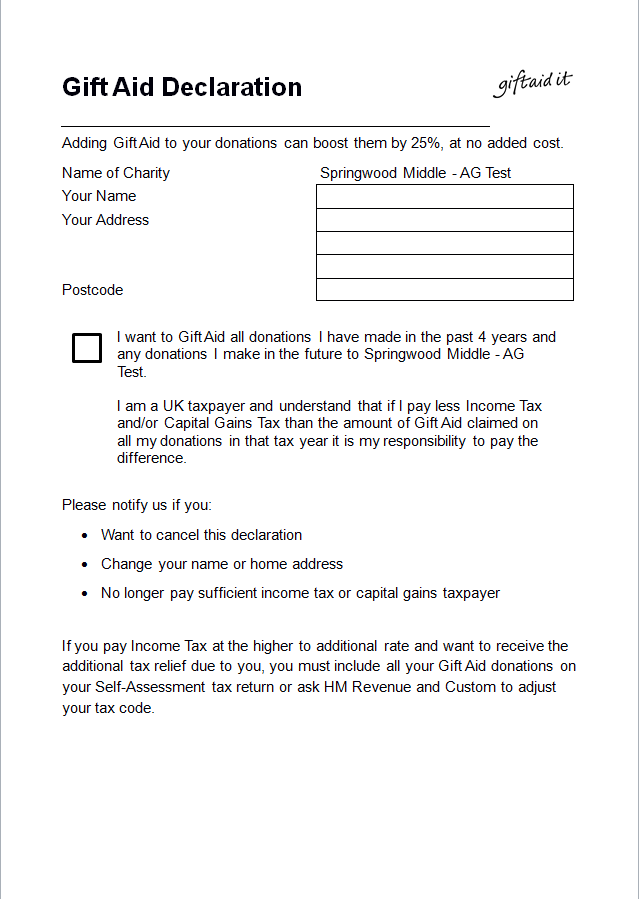 Gift Aid Declaration
giftaid it
Adding Gift Aid to your donations can boost them by 25%, at no added cost.
Name of Charity Springwood Middle - AG Test
Your Name
Your Address
Postcode
I want to Gift Aid all donations I have made in the past 4 years and
any donations I make in the future to Springwood Middle - AG
Test.
I am a UK taxpayer and understand that if I pay less Income Tax
and/or Capital Gains Tax than the amount of Gift Aid claimed on
all my donations in that tax year it is my responsibility to pay the
difference.
Please notify us if you:
• Want to cancel this declaration
• Change your name or home address
• No longer pay sufficient income tax or capital gains taxpayer
If you pay Income Tax at the higher to additional rate and want to receive the
additional tax relief due to you, you must include all your Gift Aid donations on
your Self-Assessment tax return or ask HM Revenue and Custom to adjust
your tax code.